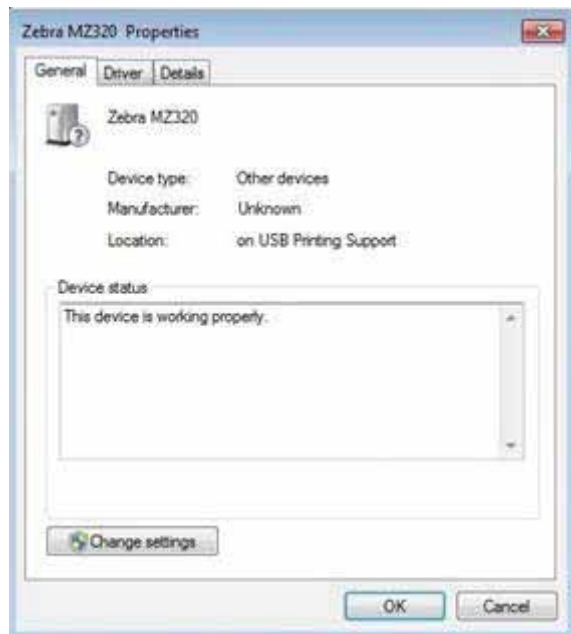 Zebra MZ320 Properties
General Driver Details
Zebra MZ320
Device type: Other devices
Manufacturer: Unknown
Location: on USB Printing Support
Device status
This device is working properly.
Change settings
OK Cancel